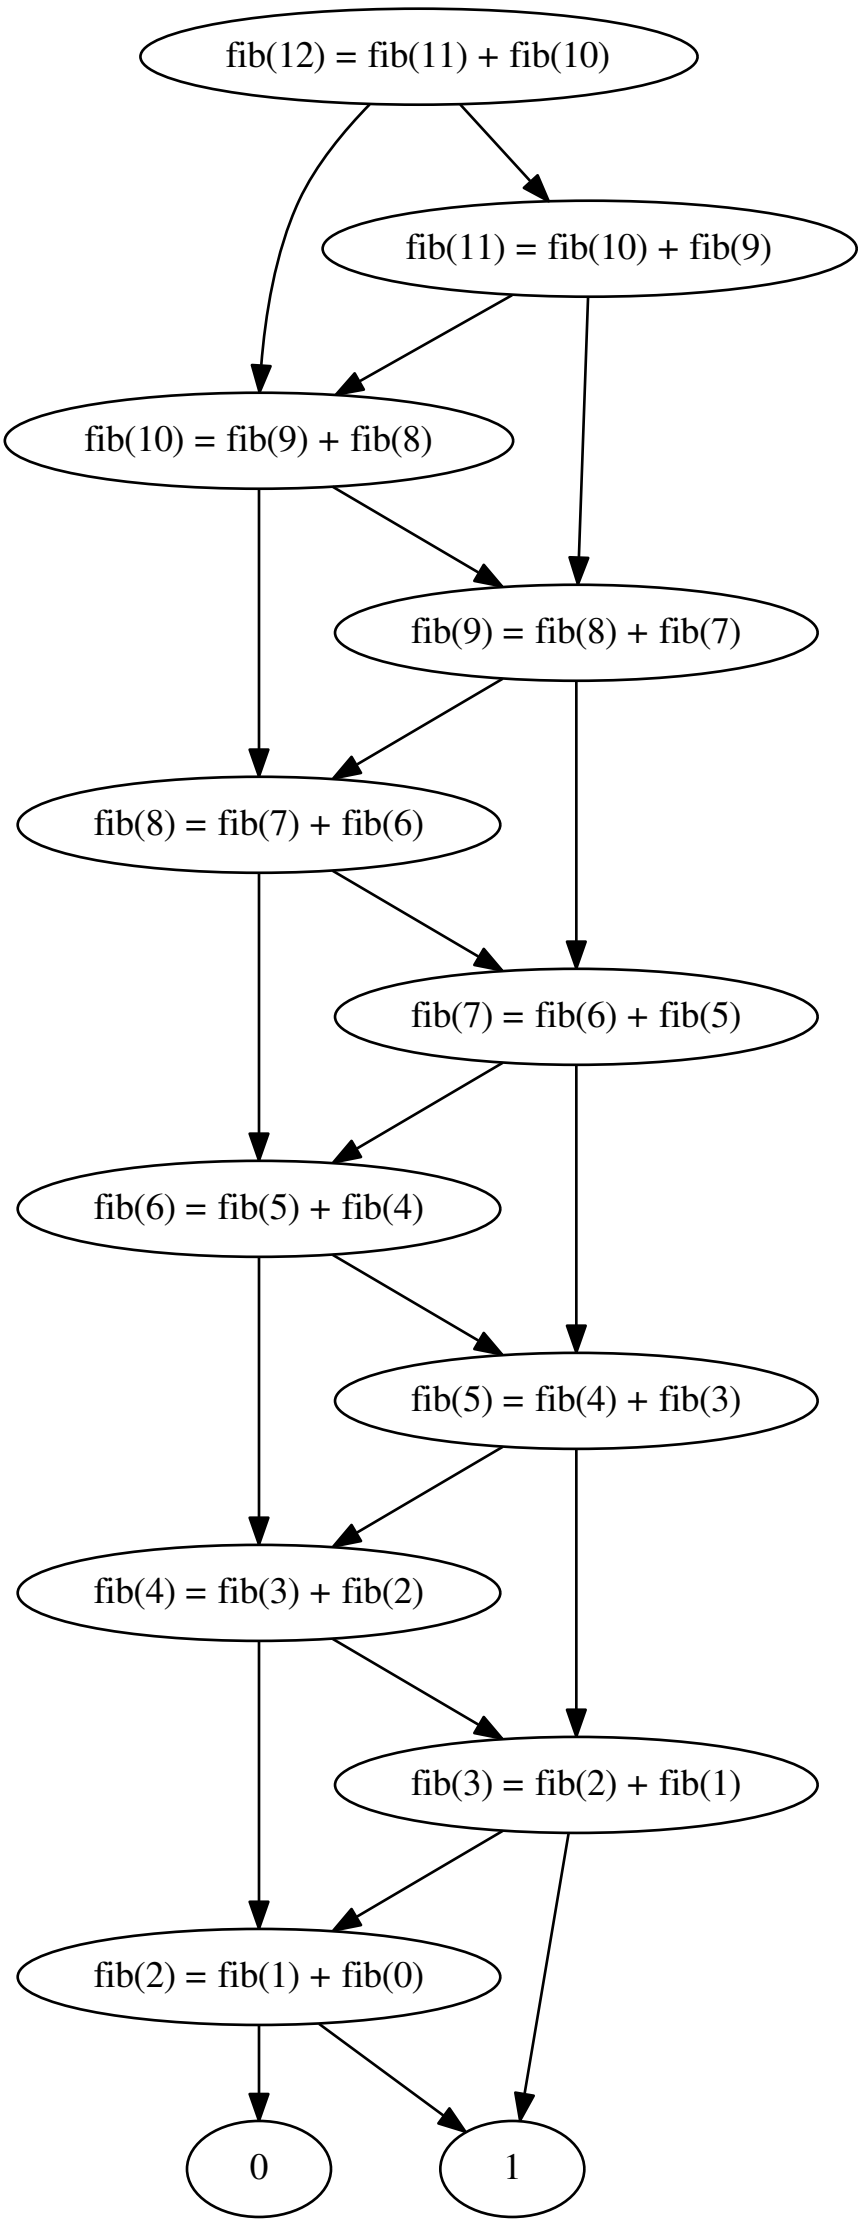 fib(12) = fib(11) + fib(10)
fib(11) = fib(10) + fib(9)
fib(10) = fib(9) + fib(8)
fib(9) = fib(8) + fib(7)
fib(8) = fib(7) + fib(6)
fib(7) = fib(6) + fib(5)
fib(6) = fib(5) + fib(4)
fib(5) = fib(4) + fib(3)
fib(4) = fib(3) + fib(2)
fib(3) = fib(2) + fib(1)
fib(2) = fib(1) + fib(0)
0
1